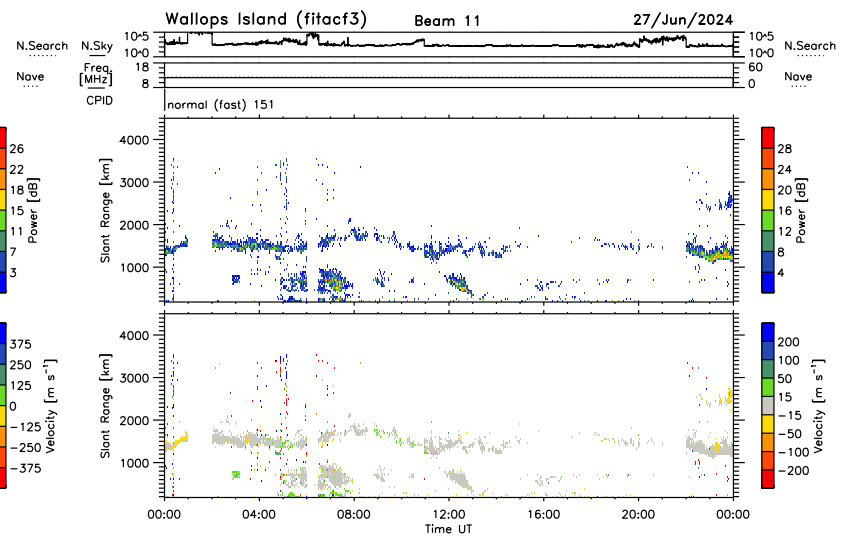 Wallops Island (fitacf3) Beam 11 27/Jun/2024
N.Search N.Sky 10^5 10^0 10^5 10^0 N.Search
Nave Freq. [MHz] 18 8 60 0 Nave
CPID normal (fast) 151
26 22 18 15 11 7 3 Power [dB]
Slant Range [km] 4000 3000 2000 1000
28 24 20 16 12 8 4 Power [dB]
375 250 125 0 −125 −250 −375 Velocity [m s⁻¹]
Slant Range [km] 4000 3000 2000 1000
200 100 50 15 −15 −50 −100 −200 Velocity [m s⁻¹]
00:00 04:00 08:00 12:00 16:00 20:00 00:00
Time UT